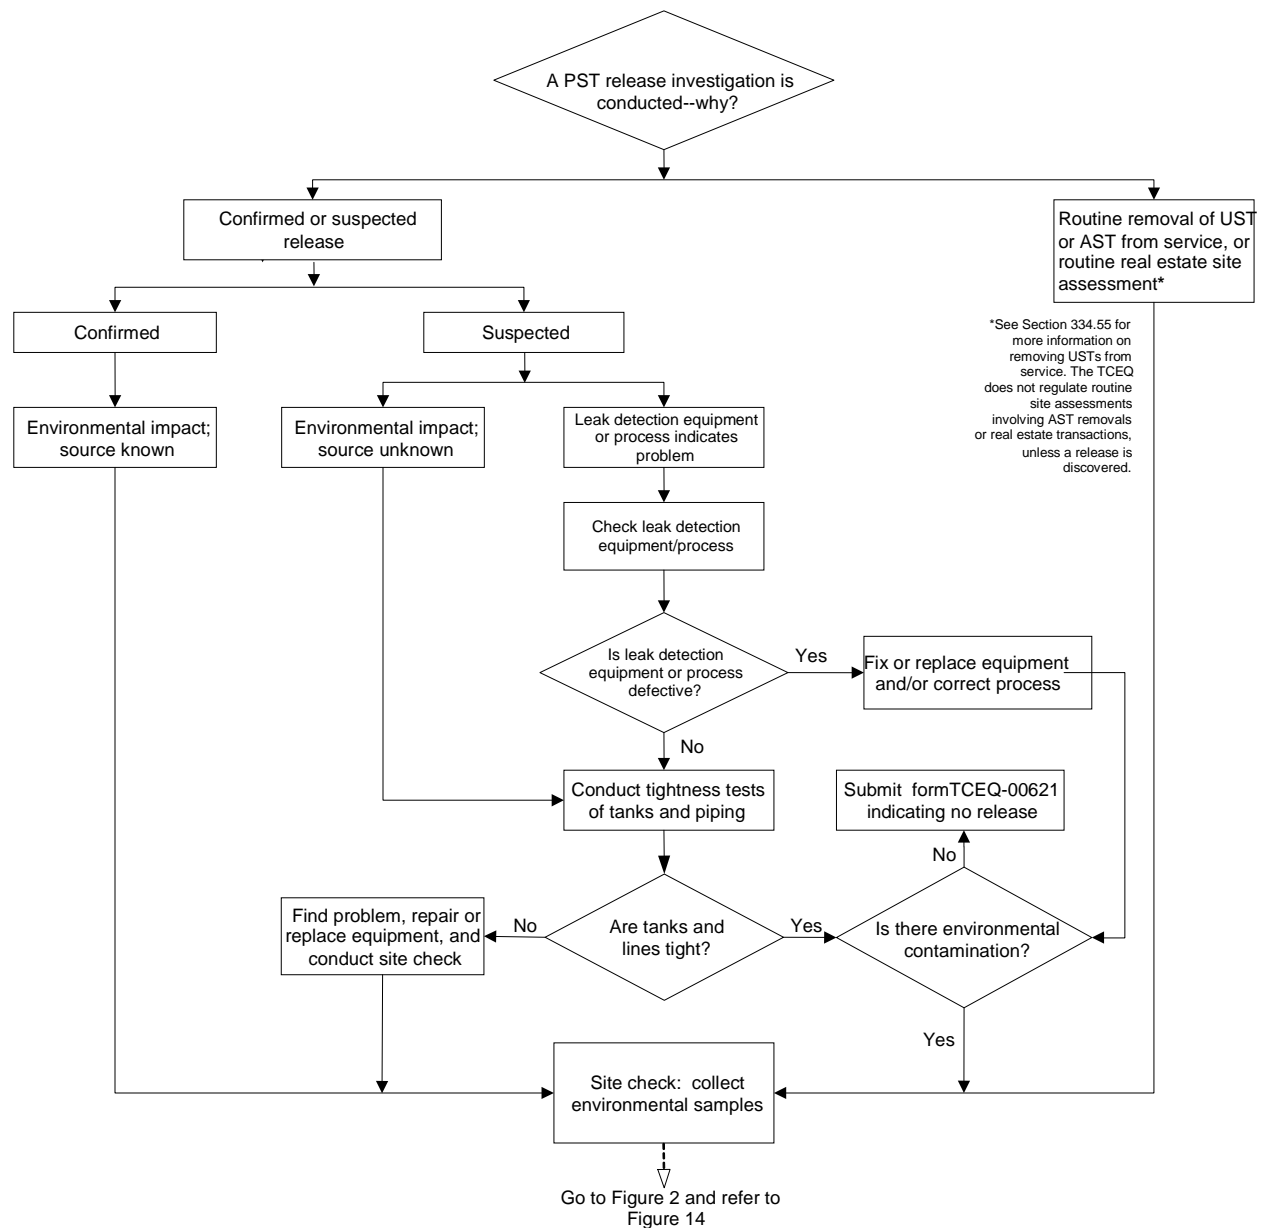 A PST release investigation is
conducted--why?
Confirmed or suspected
release
Routine removal of UST
or AST from service, or
routine real estate site
assessment*
Confirmed
Suspected
*See Section 334.55 for
more information on
removing USTs from
service. The TCEQ
does not regulate routine
site assessments
involving AST removals
or real estate transactions,
unless a release is
discovered.
Environmental impact;
source known
Environmental impact;
source unknown
Leak detection equipment
or process indicates
problem
Check leak detection
equipment/process
Is leak detection
equipment or process
defective?
Yes
Fix or replace equipment
and/or correct process
No
Conduct tightness tests
of tanks and piping
Submit  formTCEQ-00621
indicating no release
No
Find problem, repair or
replace equipment, and
conduct site check
No
Are tanks and
lines tight?
Yes
Is there environmental
contamination?
Yes
Site check:  collect
environmental samples
Go to Figure 2 and refer to
Figure 14